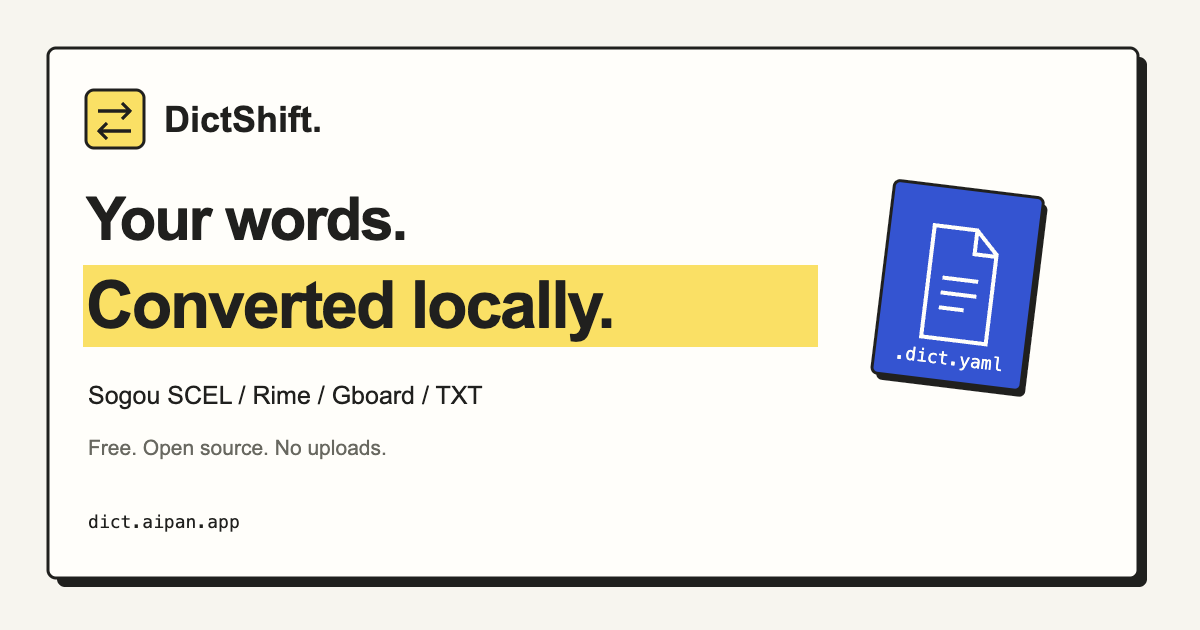 DictShift.
Your words.
Converted locally.
.dict.yaml
Sogou SCEL / Rime / Gboard / TXT
Free. Open source. No uploads.
dict.aipan.app